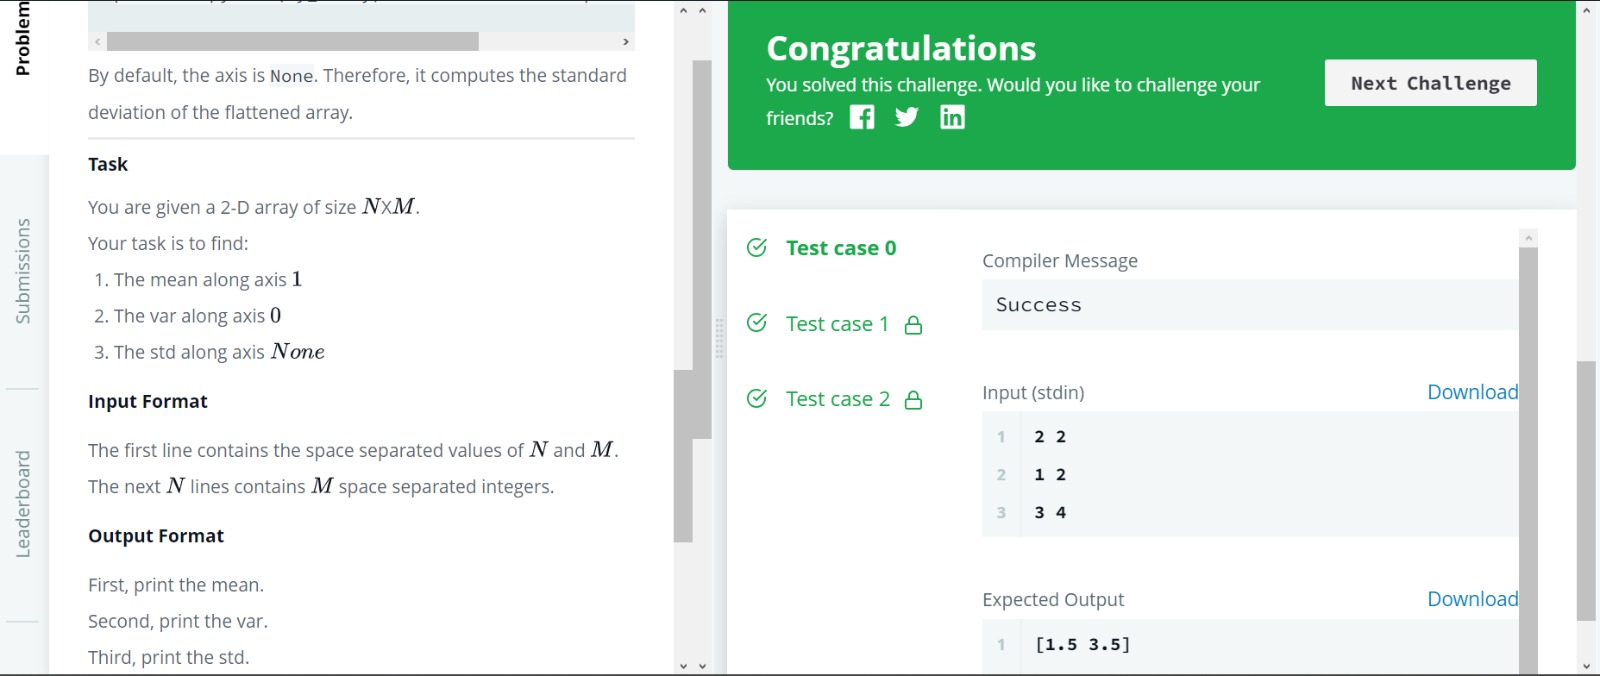 Problem
Submissions
Leaderboard
By default, the axis is None. Therefore, it computes the standard
deviation of the flattened array.
Task
You are given a 2-D array of size NXM.
Your task is to find:
1. The mean along axis 1
2. The var along axis 0
3. The std along axis None
Input Format
The first line contains the space separated values of N and M.
The next N lines contains M space separated integers.
Output Format
First, print the mean.
Second, print the var.
Third, print the std.
Congratulations
You solved this challenge. Would you like to challenge your
friends?
Next Challenge
Test case 0
Test case 1
Test case 2
Compiler Message
Success
Input (stdin)
Download
1 2 2
2 1 2
3 3 4
Expected Output
Download
1 [1.5 3.5]